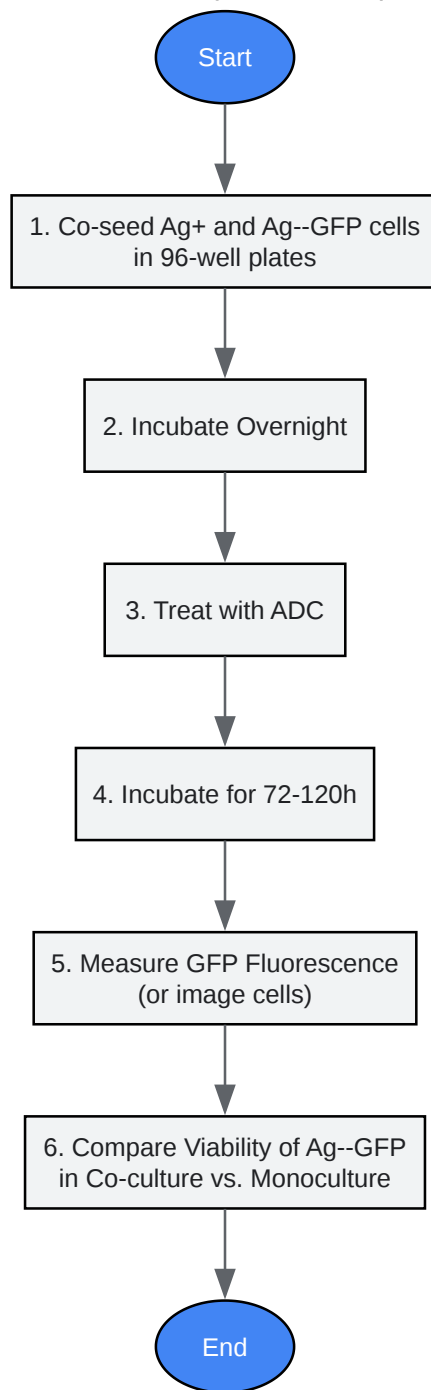 Start
1. Co-seed Ag+ and Ag--GFP cells
in 96-well plates
2. Incubate Overnight
3. Treat with ADC
4. Incubate for 72-120h
5. Measure GFP Fluorescence
(or image cells)
6. Compare Viability of Ag--GFP
in Co-culture vs. Monoculture
End